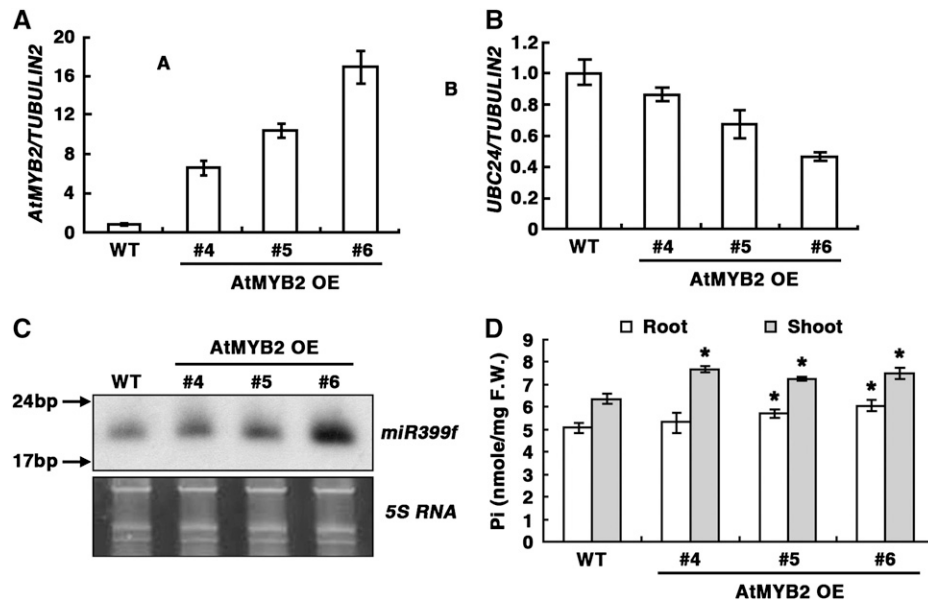 A
AtMYB2/TUBULIN2
20
16
12
8
4
0
A
WT #4 #5 #6
AtMYB2 OE
B
B
UBC24/TUBULIN2
1.2
1.0
0.8
0.6
0.4
0.2
0
WT #4 #5 #6
AtMYB2 OE
C
AtMYB2 OE
WT #4 #5 #6
24bp
17bp
miR399f
5S RNA
D
Root Shoot
Pi (nmole/mg F.W.)
9
8
7
6
5
4
3
2
1
0
* * * * *
WT #4 #5 #6
AtMYB2 OE